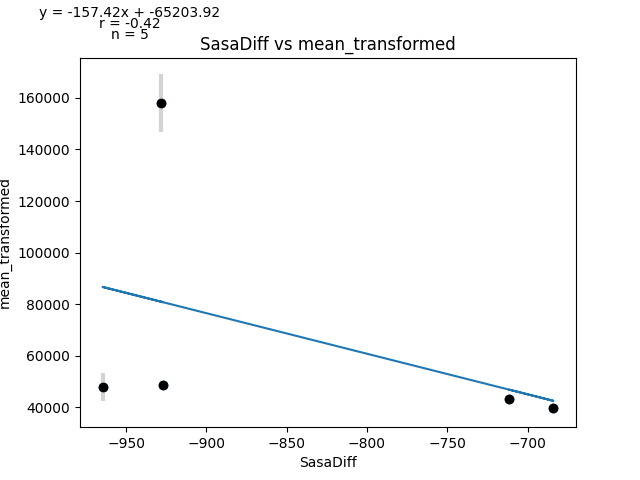 y = -157.42x + -65203.92
r = -0.42
n = 5
SasaDiff vs mean_transformed
mean_transformed
160000
140000
120000
100000
80000
60000
40000
−950
−900
−850
−800
−750
−700
SasaDiff